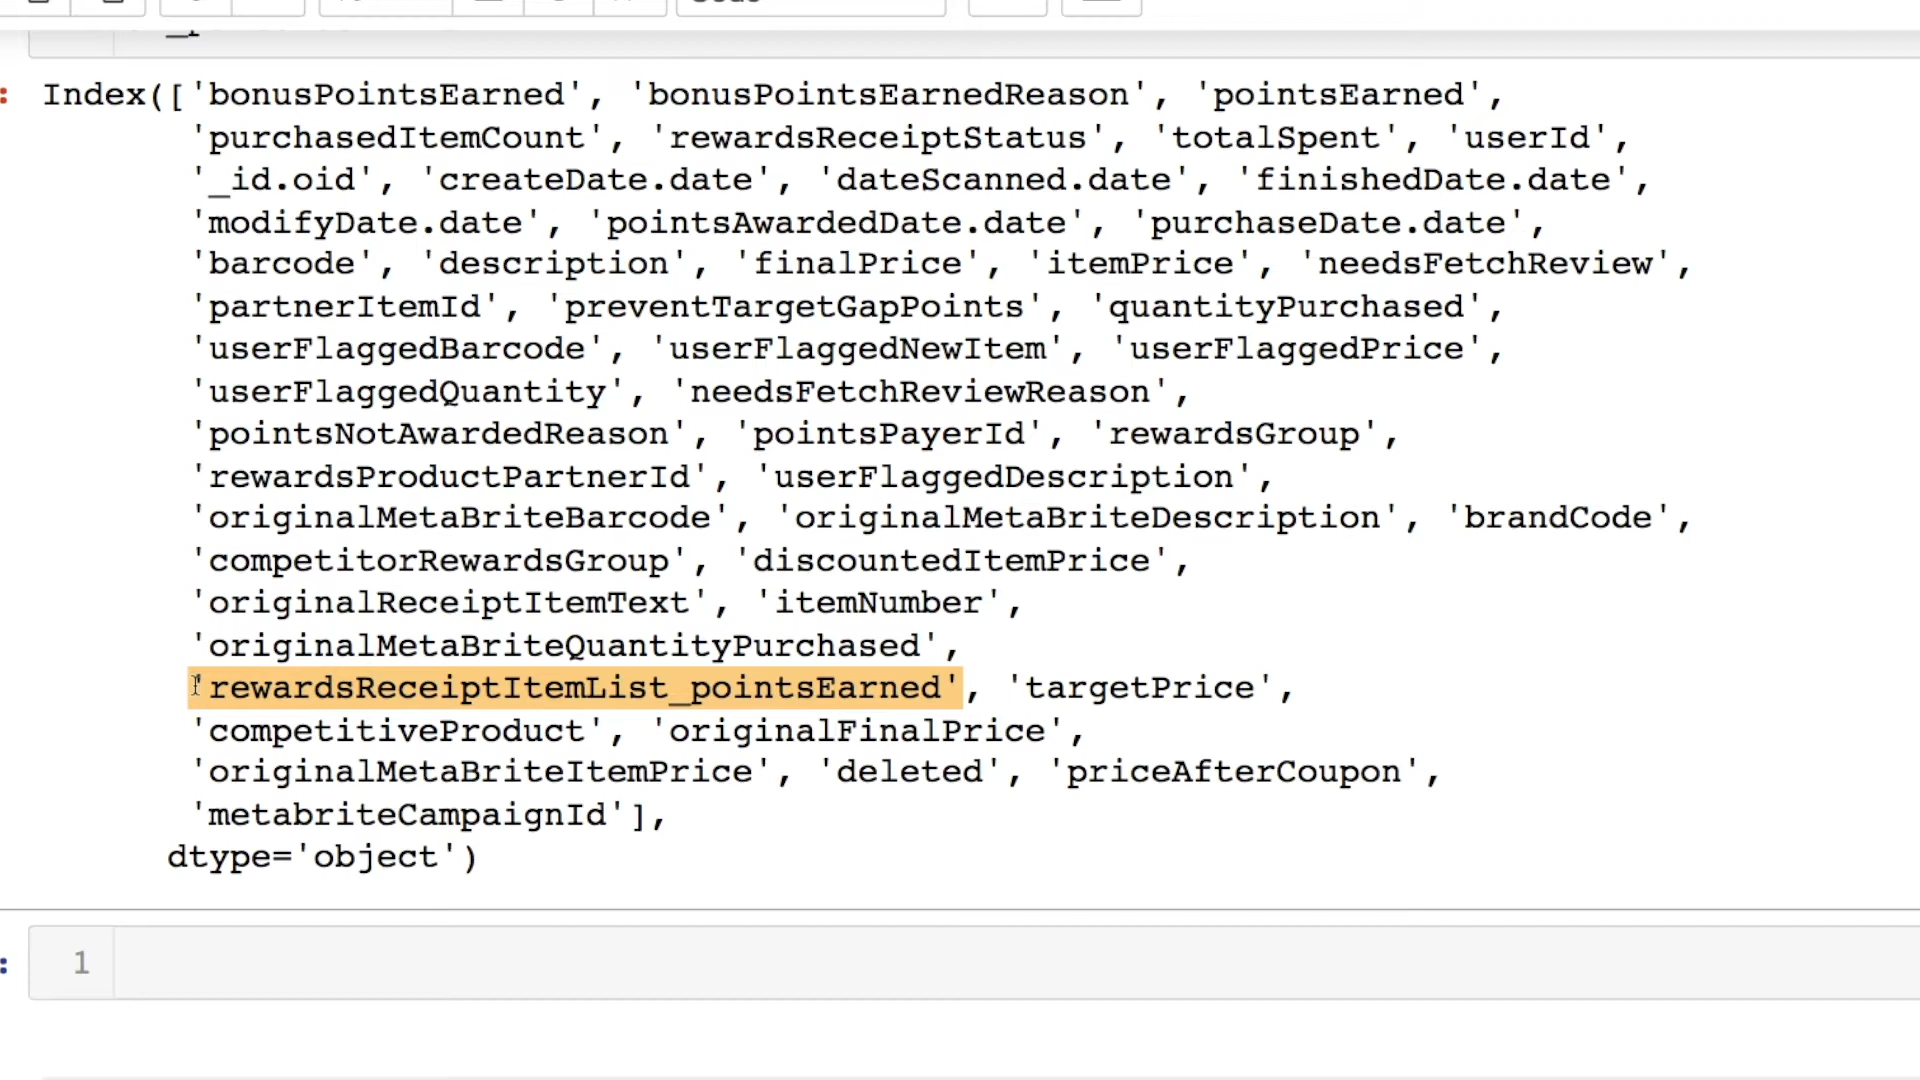 Index(['bonusPointsEarned', 'bonusPointsEarnedReason', 'pointsEarned',
'purchasedItemCount', 'rewardsReceiptStatus', 'totalSpent', 'userId',
'_id.oid', 'createDate.date', 'dateScanned.date', 'finishedDate.date',
'modifyDate.date', 'pointsAwardedDate.date', 'purchaseDate.date',
'barcode', 'description', 'finalPrice', 'itemPrice', 'needsFetchReview',
'partnerItemId', 'preventTargetGapPoints', 'quantityPurchased',
'userFlaggedBarcode', 'userFlaggedNewItem', 'userFlaggedPrice',
'userFlaggedQuantity', 'needsFetchReviewReason',
'pointsNotAwardedReason', 'pointsPayerId', 'rewardsGroup',
'rewardsProductPartnerId', 'userFlaggedDescription',
'originalMetaBriteBarcode', 'originalMetaBriteDescription', 'brandCode',
'competitorRewardsGroup', 'discountedItemPrice',
'originalReceiptItemText', 'itemNumber',
'originalMetaBriteQuantityPurchased',
'rewardsReceiptItemList_pointsEarned', 'targetPrice',
'competitiveProduct', 'originalFinalPrice',
'originalMetaBriteItemPrice', 'deleted', 'priceAfterCoupon',
'metabriteCampaignId'],
dtype='object')
1